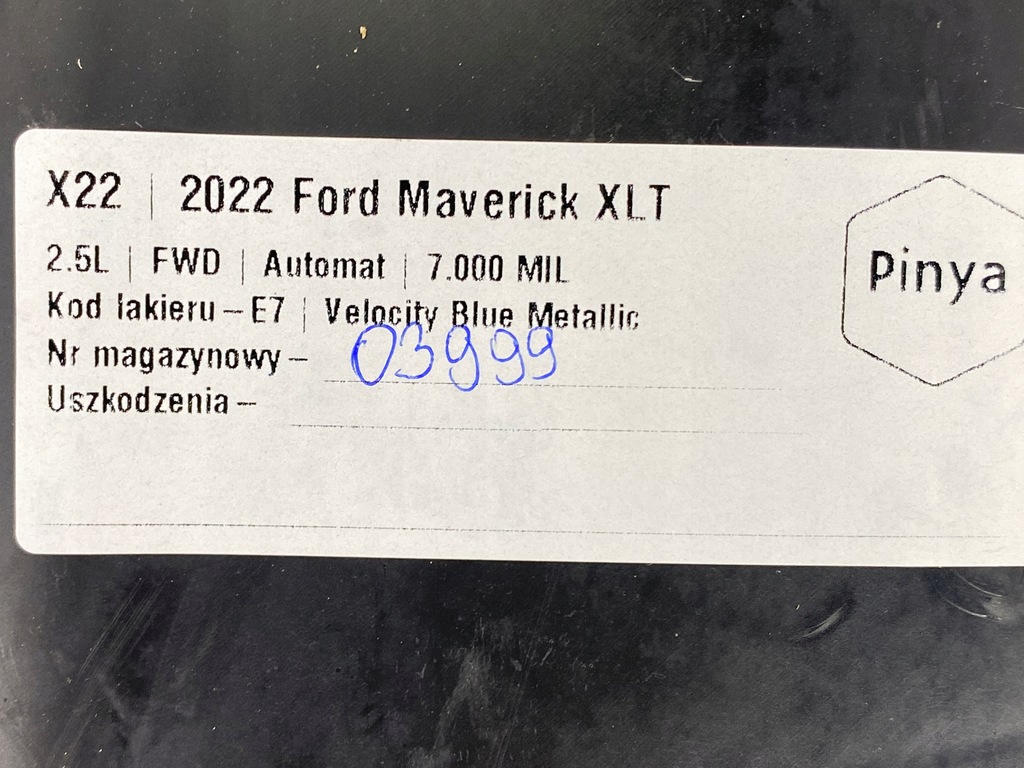 X22 | 2022 Ford Maverick XLT
2.5L | FWD | Automat | 7.000 MIL
Kod lakieru – E7 | Velocity Blue Metallic
Nr magazynowy – 03999
Uszkodzenia –
Pinya